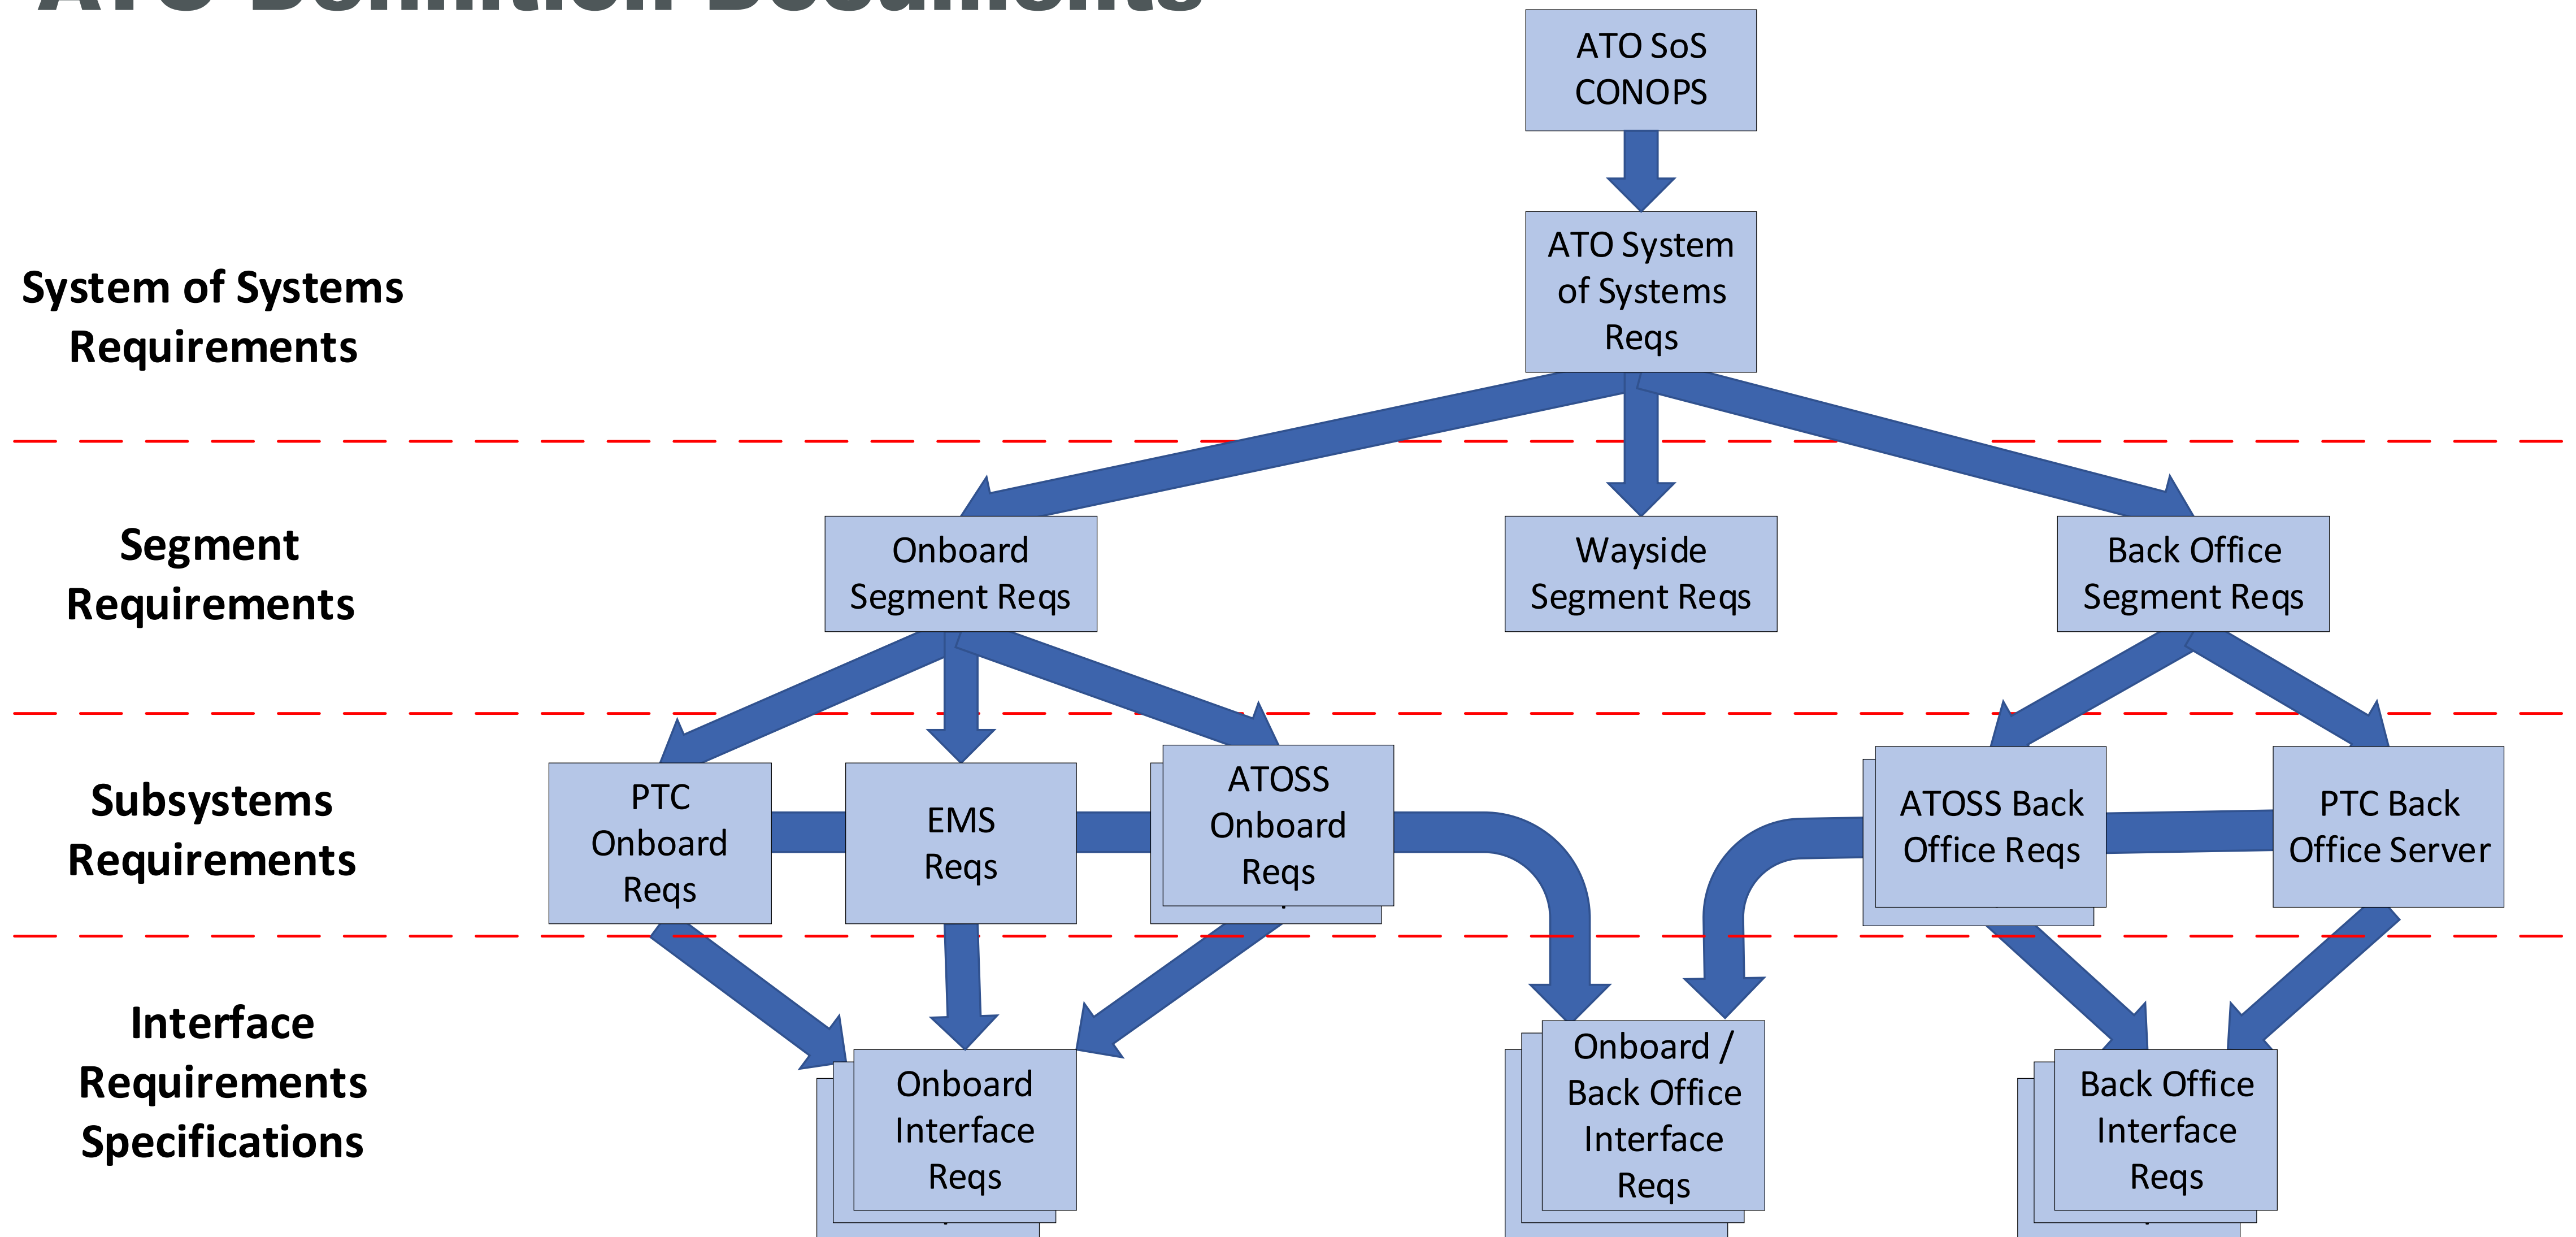 ATO Definition Documents
ATO SoS
CONOPS
System of Systems
Requirements
ATO System
of Systems
Reqs
Segment
Requirements
Onboard
Segment Reqs
Wayside
Segment Reqs
Back Office
Segment Reqs
Subsystems
Requirements
PTC
Onboard
Reqs
EMS
Reqs
ATOSS
Onboard
Reqs
ATOSS Back
Office Reqs
PTC Back
Office Server
Interface
Requirements
Specifications
Onboard
Interface
Reqs
Onboard /
Back Office
Interface
Reqs
Back Office
Interface
Reqs